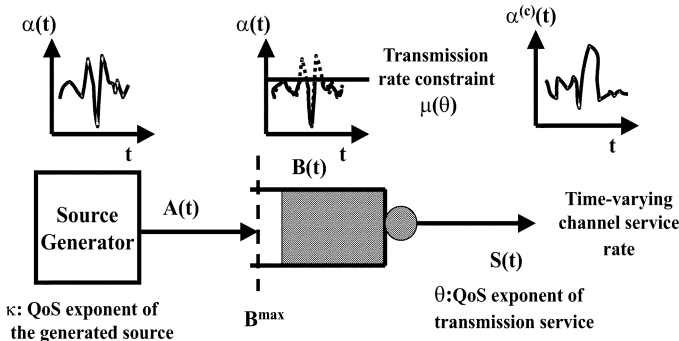 α(t)
α(t)
α^(c)(t)
Transmission
rate constraint
μ(θ)
t
t
t
B(t)
Source
Generator
A(t)
Time-varying
channel service
rate
S(t)
κ: QoS exponent of
the generated source
B^max
θ:QoS exponent of
transmission service